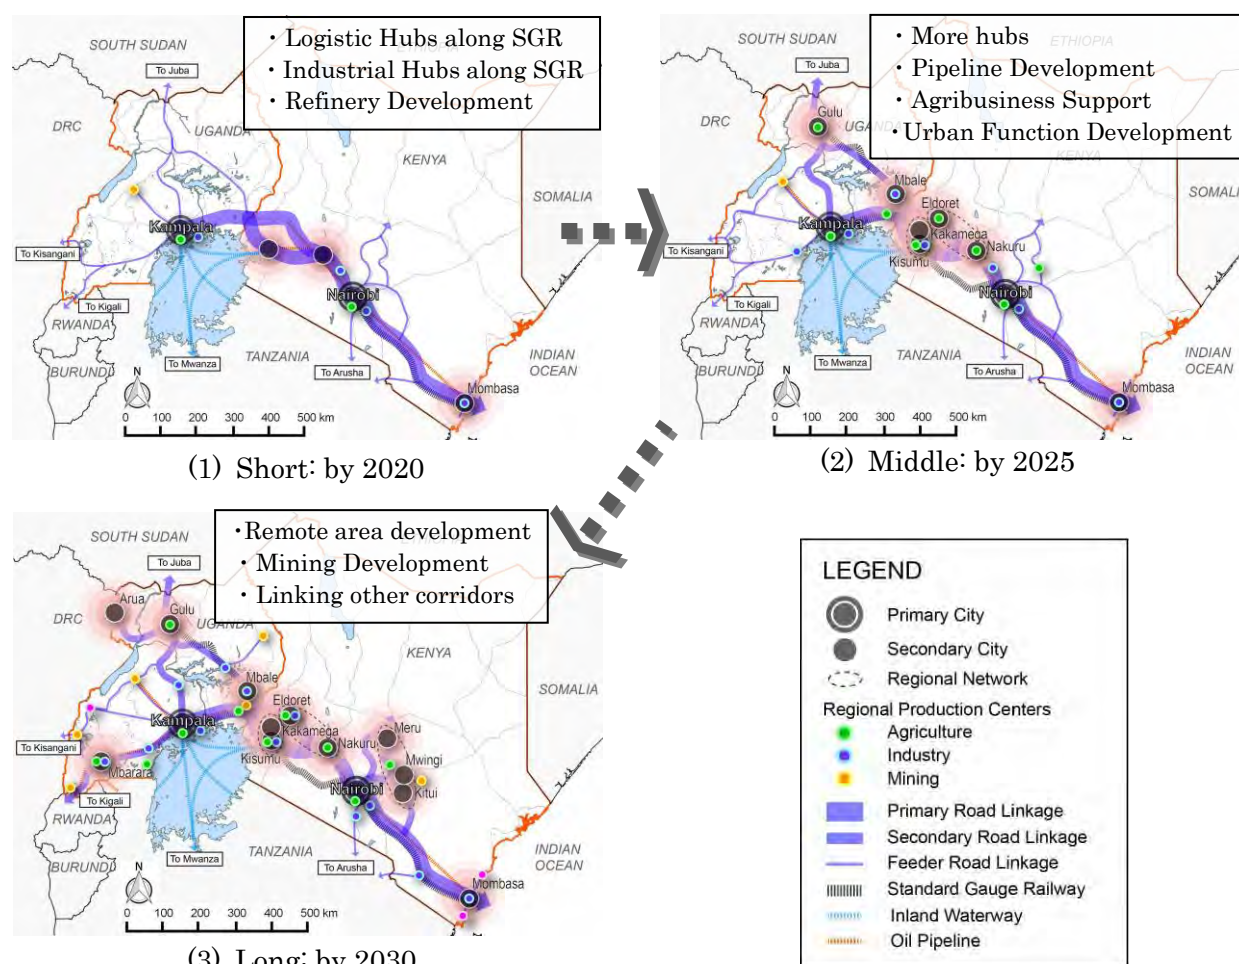 ・Logistic Hubs along SGR
・Industrial Hubs along SGR
・Refinery Development
SOUTH SUDAN
ETHIOPIA
To Juba
DRC
UGANDA
KENYA
SOMALIA
Kampala
To Kisangani
Nairobi
To Kigali
RWANDA
BURUNDI
To Mwanza
TANZANIA
To Arusha
INDIAN
OCEAN
Mombasa
N
0 100 200 300 400 500 km
(1) Short: by 2020
・More hubs
・Pipeline Development
・Agribusiness Support
・Urban Function Development
SOUTH SUDAN
ETHIOPIA
To Juba
DRC
Gulu
UGANDA
KENYA
Mbale
SOMALI
Eldoret
Kampala
Kakamega
Nakuru
To Kisangani
Kisumu
Nairobi
To Kigali
RWANDA
BURUNDI
To Mwanza
TANZANIA
To Arusha
INDIAN
OCEAN
Mombasa
N
0 100 200 300 400 500 km
(2) Middle: by 2025
・Remote area development
・Mining Development
・Linking other corridors
SOUTH SUDAN
To Juba
Arua
DRC
Gulu
UGANDA
KENYA
Mbale
SOMALIA
Eldoret
Kampala
Kakamega
Meru
To Kisangani
Kisumu
Nakuru
Mwingi
Mbarara
Nairobi
Kitui
To Kigali
RWANDA
BURUNDI
To Mwanza
TANZANIA
To Arusha
INDIAN
OCEAN
Mombasa
N
0 100 200 300 400 500 km
(3) Long: by 2030
LEGEND
Primary City
Secondary City
Regional Network
Regional Production Centers
Agriculture
Industry
Mining
Primary Road Linkage
Secondary Road Linkage
Feeder Road Linkage
Standard Gauge Railway
Inland Waterway
Oil Pipeline